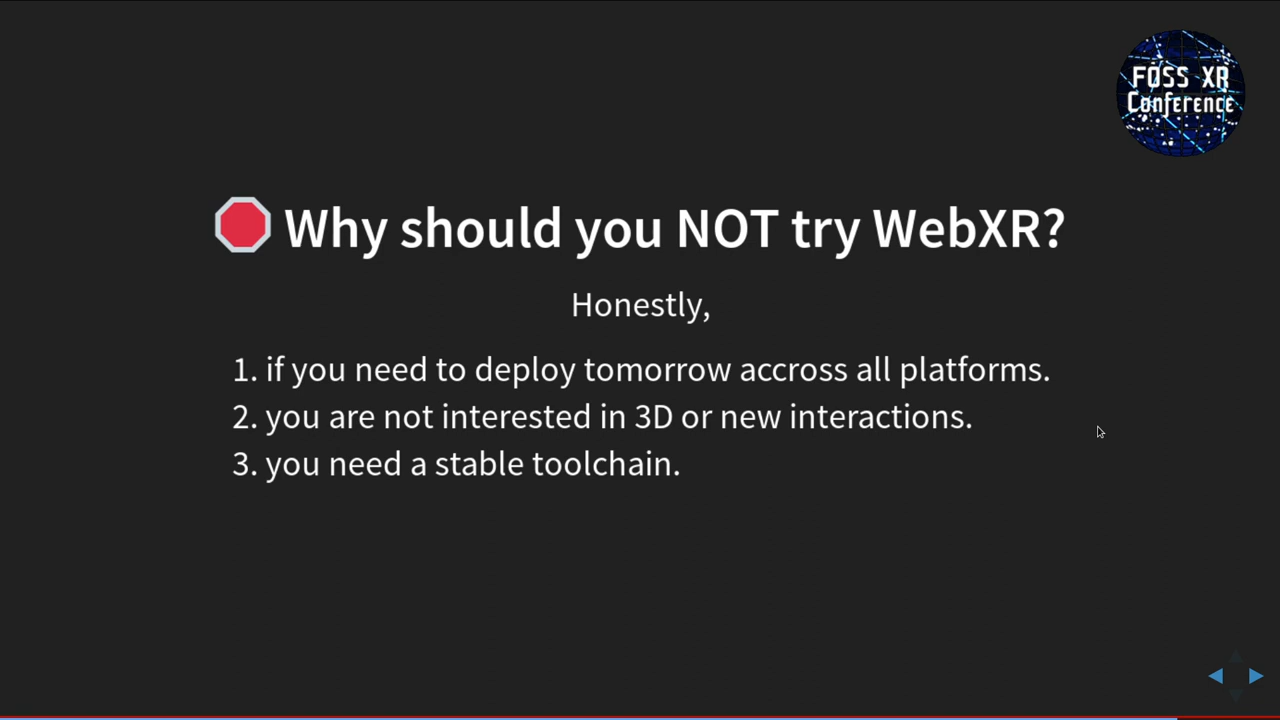 FOSS XR
Conference
🛑 Why should you NOT try WebXR?
Honestly,
1. if you need to deploy tomorrow accross all platforms.
2. you are not interested in 3D or new interactions.
3. you need a stable toolchain.